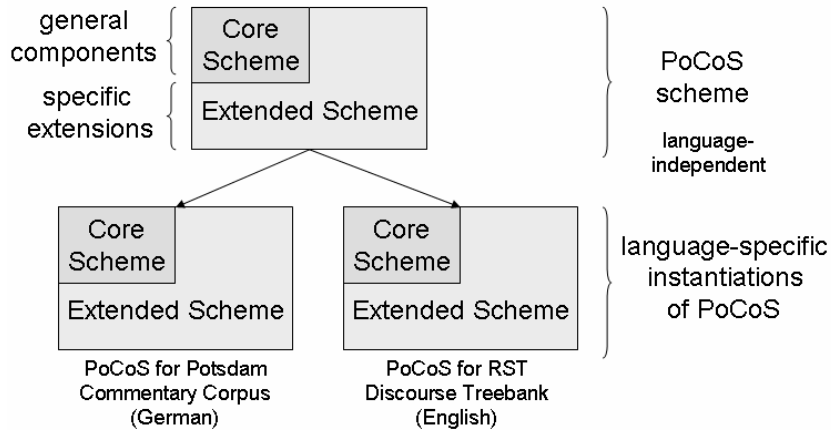 general
components
Core
Scheme
specific
extensions
Extended Scheme
PoCoS
scheme
language-
independent
Core
Scheme
Extended Scheme
Core
Scheme
Extended Scheme
language-specific
instantiations
of PoCoS
PoCoS for Potsdam
Commentary Corpus
(German)
PoCoS for RST
Discourse Treebank
(English)